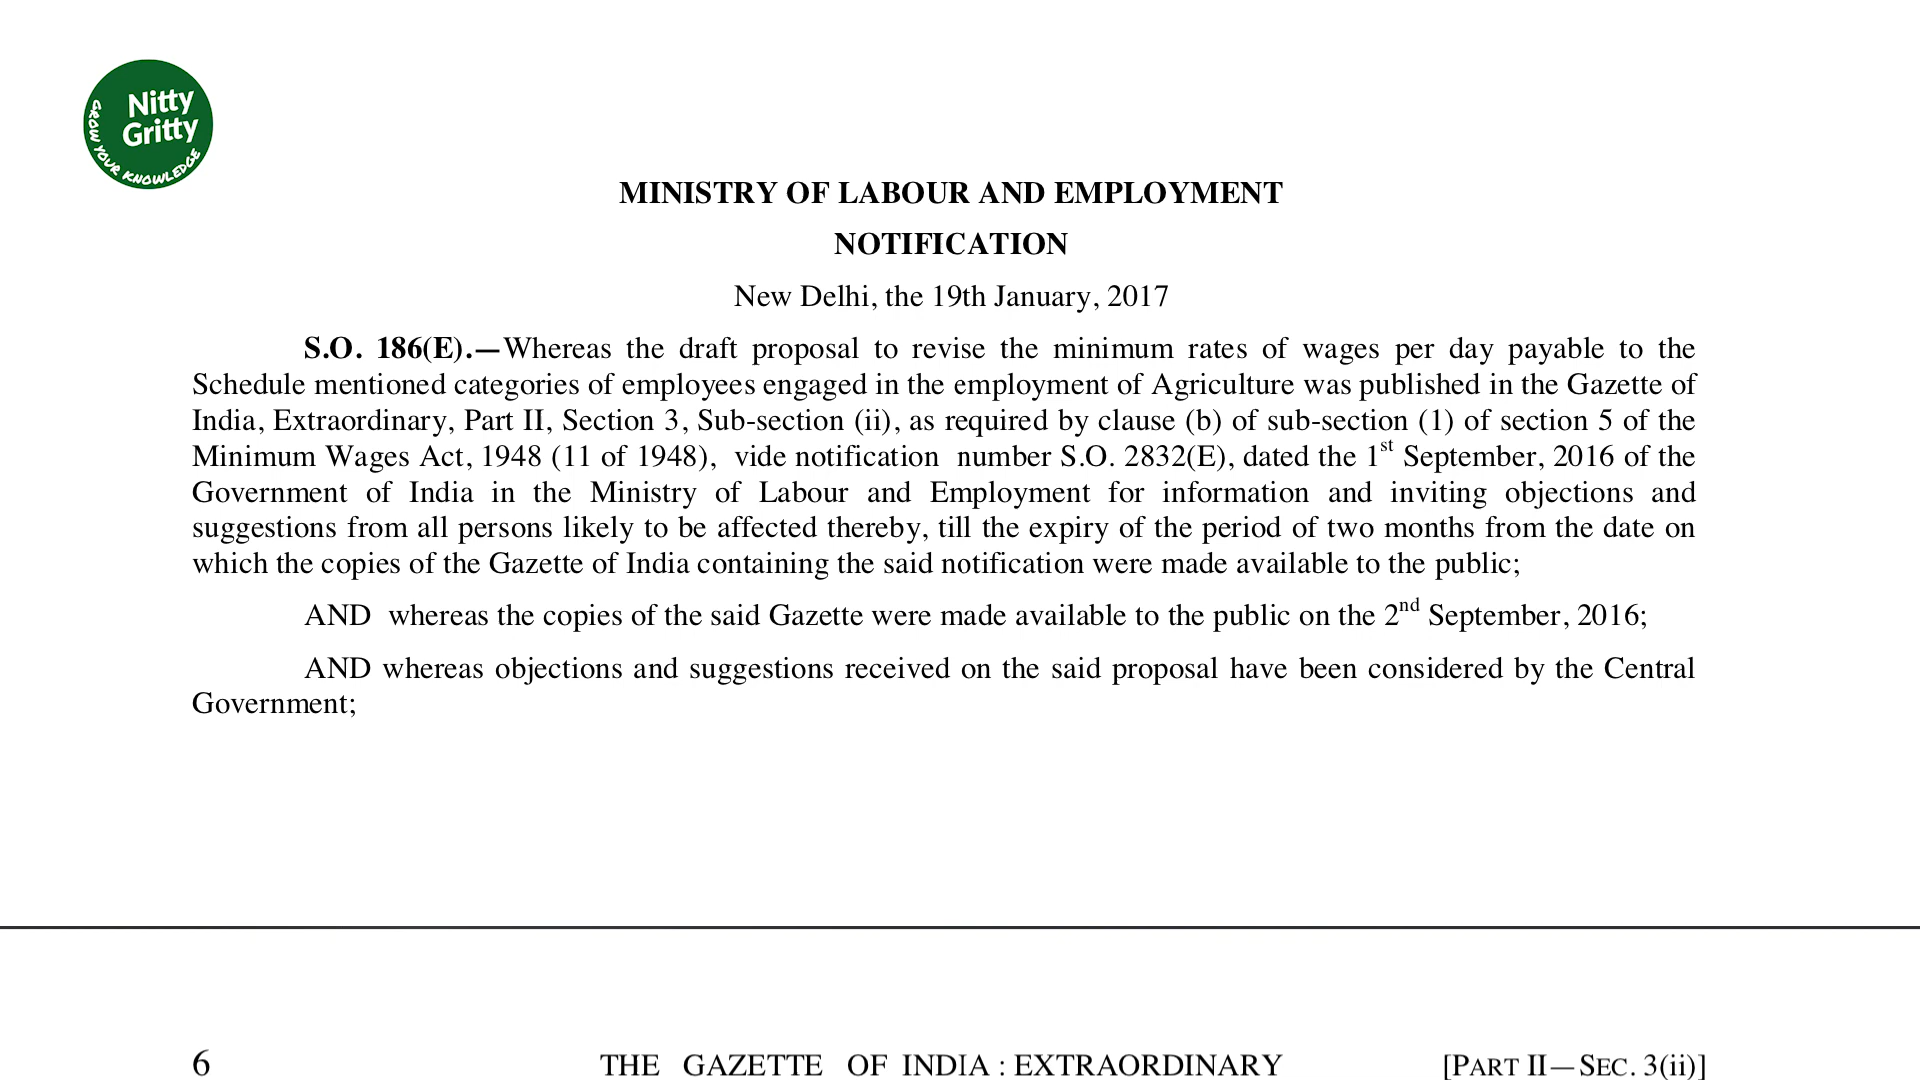 Nitty
Gritty
GROW YOUR KNOWLEDGE
MINISTRY OF LABOUR AND EMPLOYMENT
NOTIFICATION
New Delhi, the 19th January, 2017
S.O. 186(E).—Whereas the draft proposal to revise the minimum rates of wages per day payable to the
Schedule mentioned categories of employees engaged in the employment of Agriculture was published in the Gazette of
India, Extraordinary, Part II, Section 3, Sub-section (ii), as required by clause (b) of sub-section (1) of section 5 of the
Minimum Wages Act, 1948 (11 of 1948), vide notification number S.O. 2832(E), dated the 1st September, 2016 of the
Government of India in the Ministry of Labour and Employment for information and inviting objections and
suggestions from all persons likely to be affected thereby, till the expiry of the period of two months from the date on
which the copies of the Gazette of India containing the said notification were made available to the public;
AND whereas the copies of the said Gazette were made available to the public on the 2nd September, 2016;
AND whereas objections and suggestions received on the said proposal have been considered by the Central
Government;
6 THE GAZETTE OF INDIA : EXTRAORDINARY [PART II—SEC. 3(ii)]